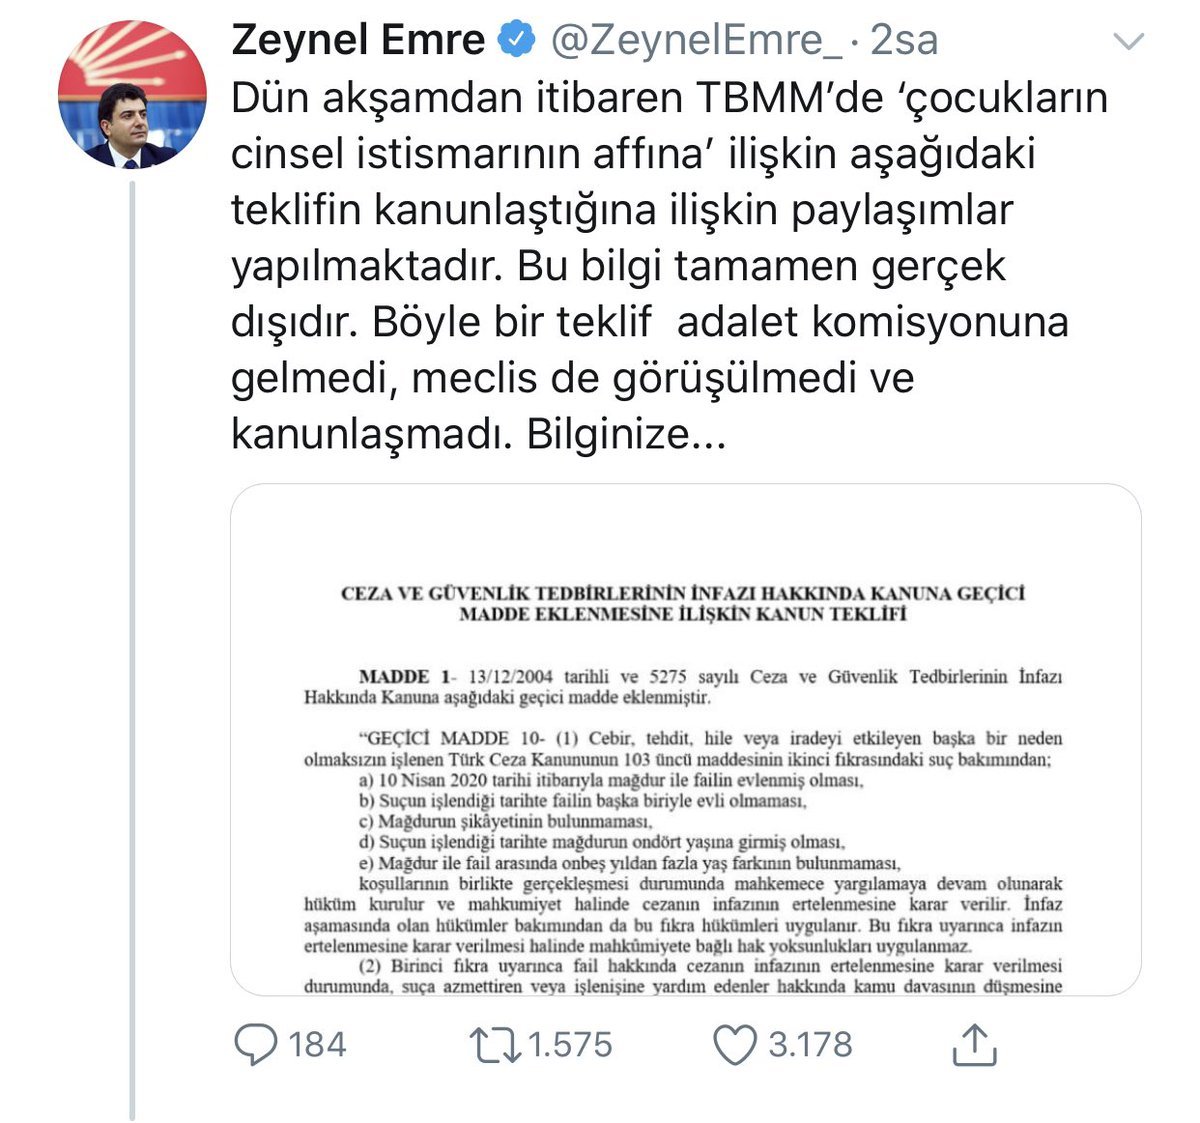 Zeynel Emre @ZeynelEmre_ · 2sa
Dün akşamdan itibaren TBMM’de ‘çocukların
cinsel istismarının affına’ ilişkin aşağıdaki
teklifin kanunlaştığına ilişkin paylaşımlar
yapılmaktadır. Bu bilgi tamamen gerçek
dışıdır. Böyle bir teklif  adalet komisyonuna
gelmedi, meclis de görüşülmedi ve
kanunlaşmadı. Bilginize...
CEZA VE GÜVENLİK TEDBİRLERİNİN İNFAZI HAKKINDA KANUNA GEÇİCİ
MADDE EKLENMESİNE İLİŞKİN KANUN TEKLİFİ
MADDE 1- 13/12/2004 tarihli ve 5275 sayılı Ceza ve Güvenlik Tedbirlerinin İnfazı
Hakkında Kanuna aşağıdaki geçici madde eklenmiştir.
“GEÇİCİ MADDE 10- (1) Cebir, tehdit, hile veya iradeyi etkileyen başka bir neden
olmaksızın işlenen Türk Ceza Kanununun 103 üncü maddesinin ikinci fıkrasındaki suç bakımından;
a) 10 Nisan 2020 tarihi itibarıyla mağdur ile failin evlenmiş olması,
b) Suçun işlendiği tarihte failin başka biriyle evli olmaması,
c) Mağdurun şikâyetinin bulunmaması,
d) Suçun işlendiği tarihte mağdurun ondört yaşına girmiş olması,
e) Mağdur ile fail arasında onbeş yıldan fazla yaş farkının bulunmaması,
koşullarının birlikte gerçekleşmesi durumunda mahkemece yargılamaya devam olunarak
hüküm kurulur ve mahkumiyet halinde cezanın infazının ertelenmesine karar verilir. İnfaz
aşamasında olan hükümler bakımından da bu fıkra hükümleri uygulanır. Bu fıkra uyarınca infazın
ertelenmesine karar verilmesi halinde mahkûmiyete bağlı hak yoksunlukları uygulanmaz.
(2) Birinci fıkra uyarınca fail hakkında cezanın infazının ertelenmesine karar verilmesi
durumunda, suça azmettiren veya işlenişine yardım edenler hakkında kamu davasının düşmesine
184 1.575 3.178